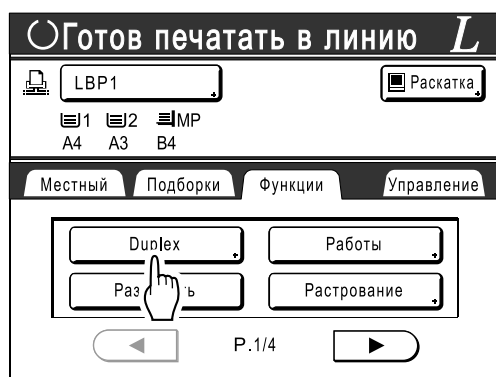 Готов печатать в линию L
LBP1
Раскатка
1 2 MP
A4 A3 B4
Местный Подборки Функции Управление
Duplex Работы
Растрование
P.1/4